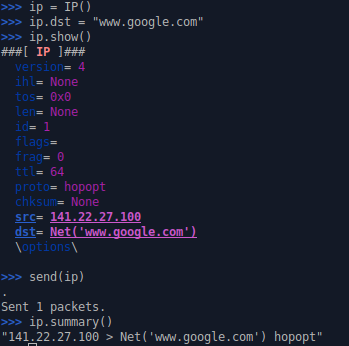 >>> ip = IP()
>>> ip.dst = "www.google.com"
>>> ip.show()
###[ IP ]###
version= 4
ihl= None
tos= 0x0
len= None
id= 1
flags=
frag= 0
ttl= 64
proto= hopopt
chksum= None
src= 141.22.27.100
dst= Net('www.google.com')
\options\
>>> send(ip)
.
Sent 1 packets.
>>> ip.summary()
"141.22.27.100 > Net('www.google.com') hopopt"